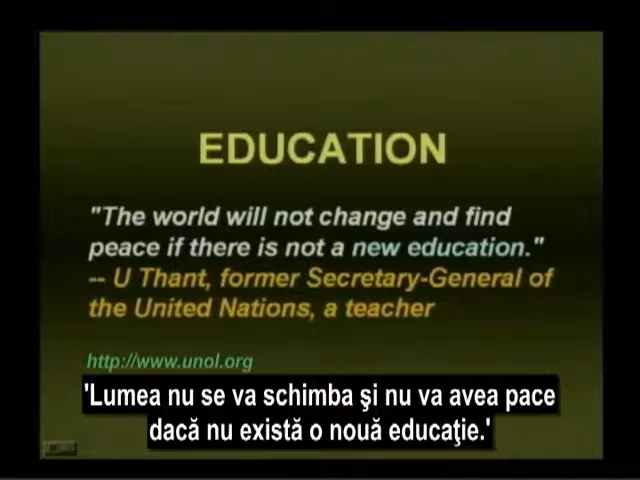 EDUCATION
"The world will not change and find
peace if there is not a new education."
-- U Thant, former Secretary-General of
the United Nations, a teacher
http://www.unol.org
'Lumea nu se va schimba şi nu va avea pace
dacă nu există o nouă educaţie.'